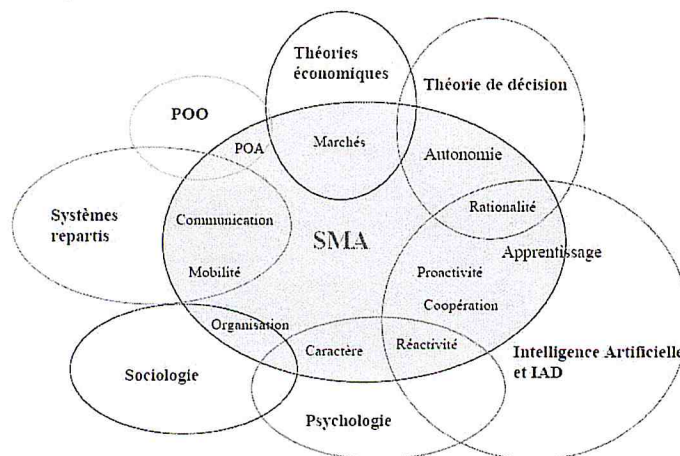 Théories
économiques
Théorie de décision
POO
POA
Marchés
Autonomie
Systèmes
repartis
Communication
Rationalité
SMA
Apprentissage
Mobilité
Proactivité
Coopération
Organisation
Caractère
Réactivité
Intelligence Artificielle
et IAD
Sociologie
Psychologie